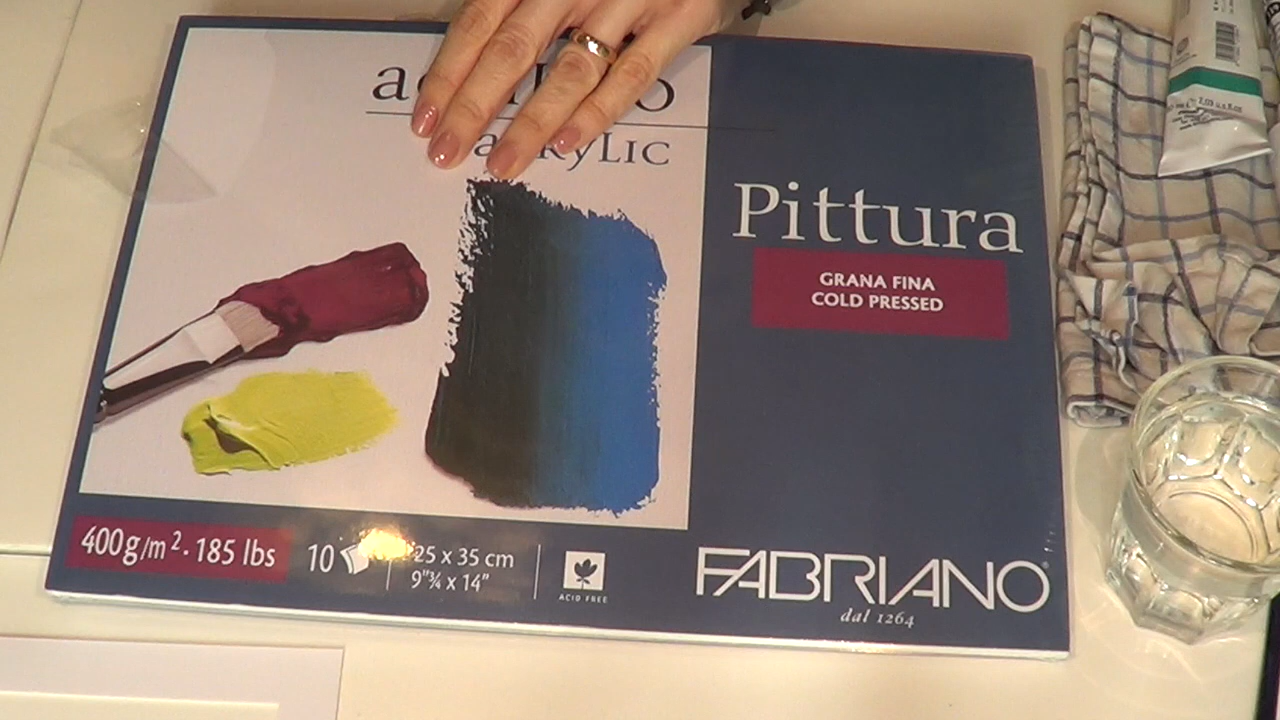 acrylic
Pittura
GRANA FINA
COLD PRESSED
400g/m² · 185 lbs
10
25 x 35 cm
9"¾ x 14"
ACID FREE
FABRIANO®
dal 1264